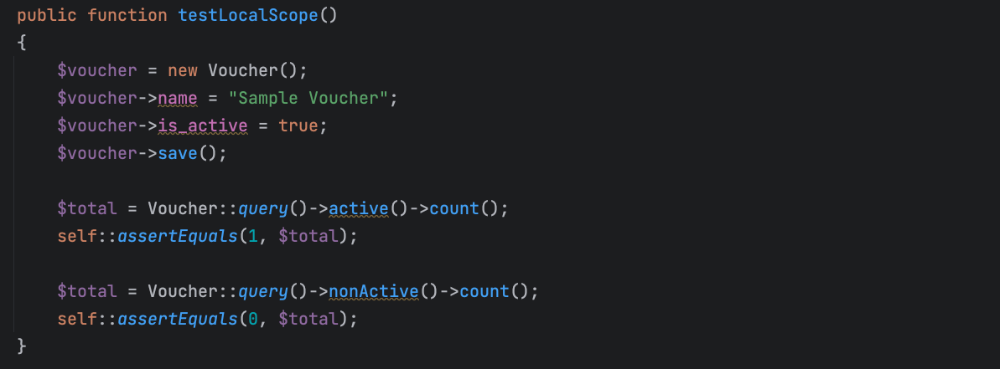 public function testLocalScope()
{
    $voucher = new Voucher();
    $voucher->name = "Sample Voucher";
    $voucher->is_active = true;
    $voucher->save();

    $total = Voucher::query()->active()->count();
    self::assertEquals(1, $total);

    $total = Voucher::query()->nonActive()->count();
    self::assertEquals(0, $total);
}